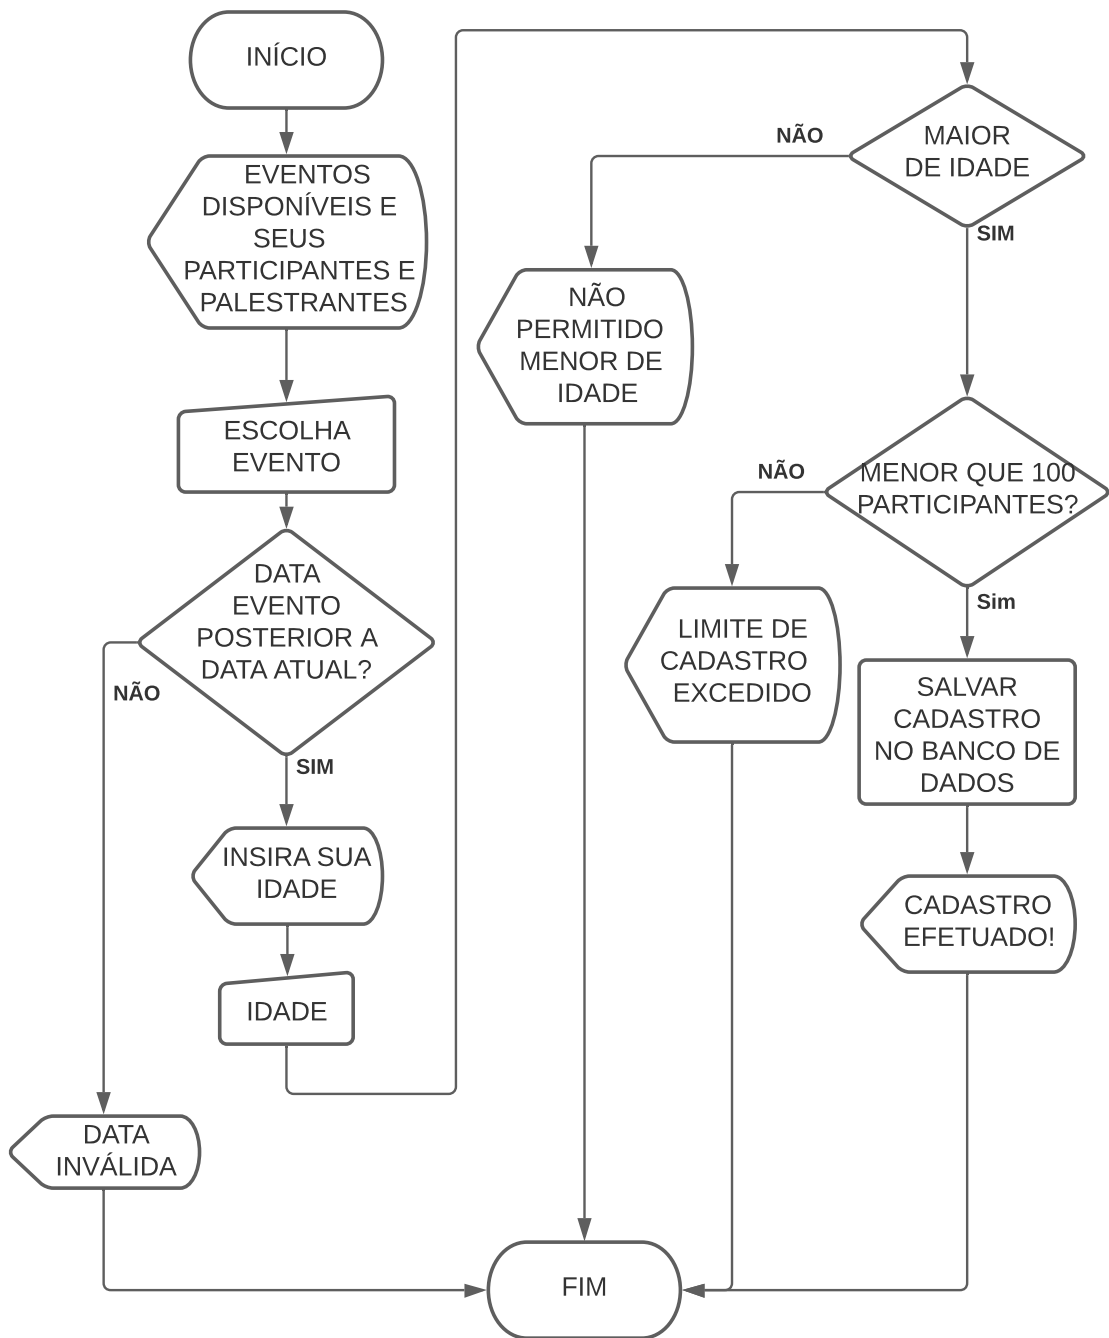 INÍCIO
EVENTOS
DISPONÍVEIS E
SEUS
PARTICIPANTES E
PALESTRANTES
ESCOLHA
EVENTO
DATA
EVENTO
POSTERIOR A
DATA ATUAL?
NÃO
SIM
INSIRA SUA
IDADE
IDADE
DATA
INVÁLIDA
MAIOR
DE IDADE
NÃO
SIM
NÃO
PERMITIDO
MENOR DE
IDADE
MENOR QUE 100
PARTICIPANTES?
NÃO
Sim
LIMITE DE
CADASTRO
EXCEDIDO
SALVAR
CADASTRO
NO BANCO DE
DADOS
CADASTRO
EFETUADO!
FIM